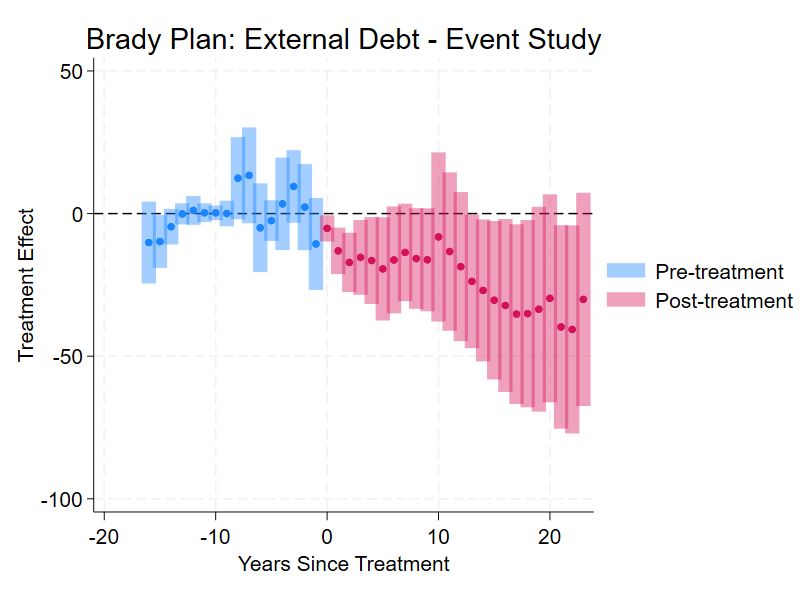 Brady Plan: External Debt - Event Study
50
0
-50
-100
Treatment Effect
-20
-10
0
10
20
Years Since Treatment
Pre-treatment
Post-treatment